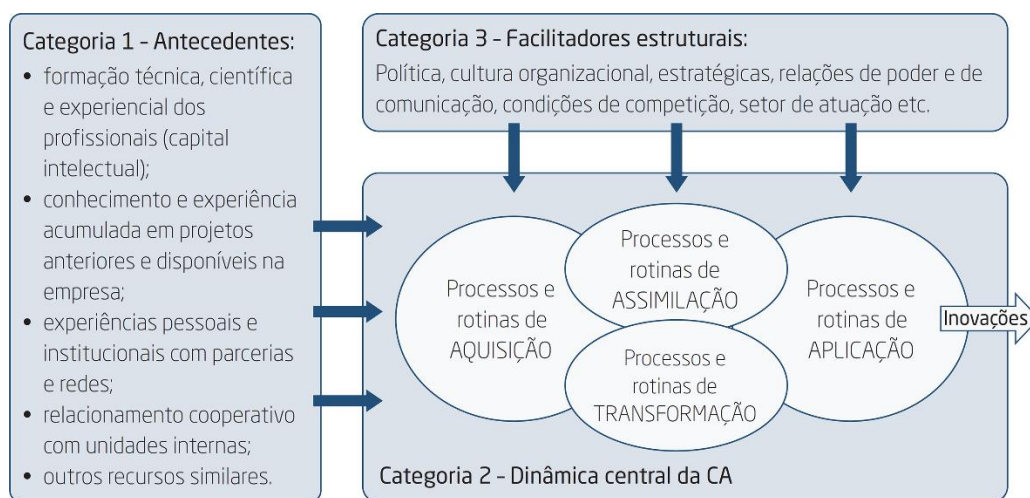 Categoria 1 – Antecedentes:
• formação técnica, científica
e experiencial dos
profissionais (capital
intelectual);
• conhecimento e experiência
acumulada em projetos
anteriores e disponíveis na
empresa;
• experiências pessoais e
institucionais com parcerias
e redes;
• relacionamento cooperativo
com unidades internas;
• outros recursos similares.
Categoria 3 – Facilitadores estruturais:
Política, cultura organizacional, estratégicas, relações de poder e de
comunicação, condições de competição, setor de atuação etc.
Processos e
rotinas de
AQUISIÇÃO
Processos e
rotinas de
ASSIMILAÇÃO
Processos e
rotinas de
TRANSFORMAÇÃO
Processos e
rotinas de
APLICAÇÃO
Inovações
Categoria 2 – Dinâmica central da CA